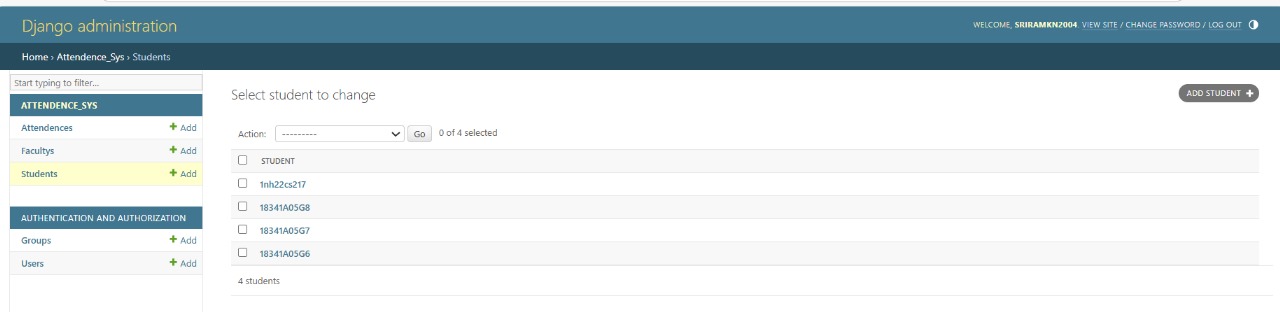 Django administration
WELCOME, SRIRAMKN2004. VIEW SITE / CHANGE PASSWORD / LOG OUT
Home › Attendence_Sys › Students
Start typing to filter...
ATTENDENCE_SYS
Attendences + Add
Facultys + Add
Students + Add
AUTHENTICATION AND AUTHORIZATION
Groups + Add
Users + Add
Select student to change
ADD STUDENT +
Action: --------- Go 0 of 4 selected
STUDENT
1nh22cs217
18341A05G8
18341A05G7
18341A05G6
4 students